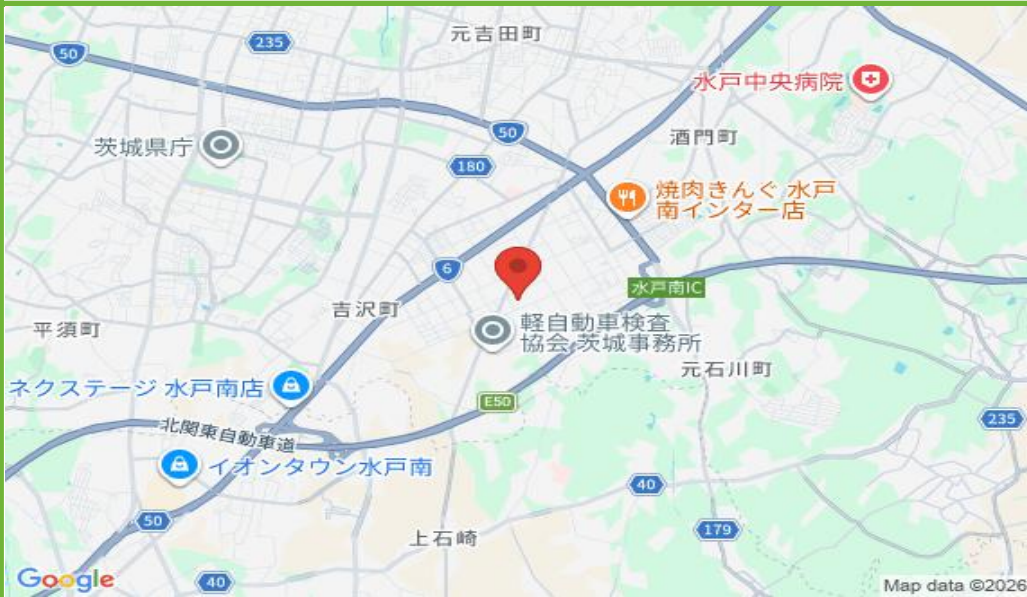 元吉田町
235
50
水戸中央病院
50
酒門町
茨城県庁
180
焼肉きんぐ 水戸
南インター店
6
水戸南IC
吉沢町
軽自動車検査
協会 茨城事務所
平須町
元石川町
ネクステージ 水戸南店
E50
235
北関東自動車道
イオンタウン水戸南
40
50
179
上石崎
40
Google
Map data ©2026